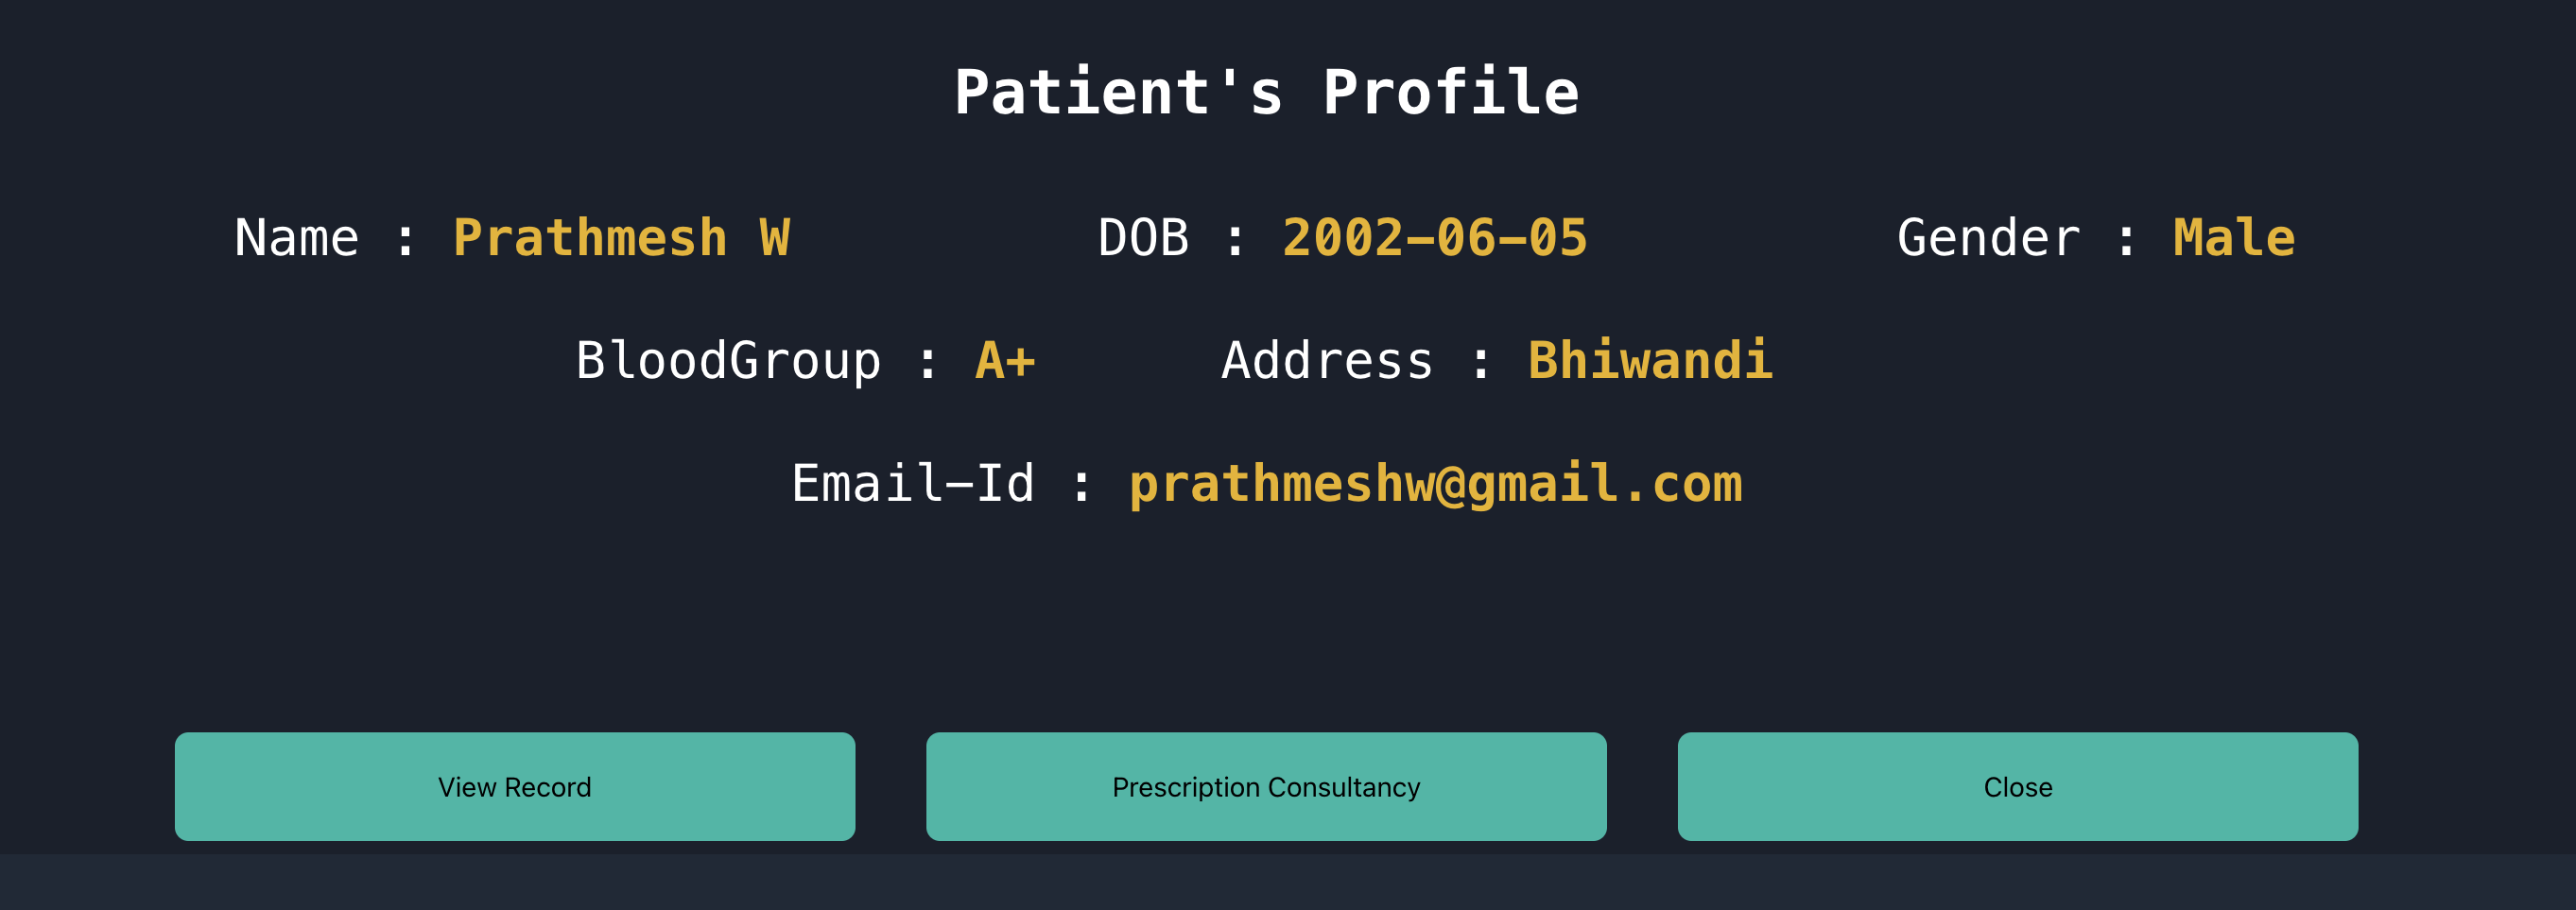 Patient's Profile
Name : Prathmesh W DOB : 2002-06-05 Gender : Male
BloodGroup : A+ Address : Bhiwandi
Email-Id : prathmeshw@gmail.com
View Record Prescription Consultancy Close